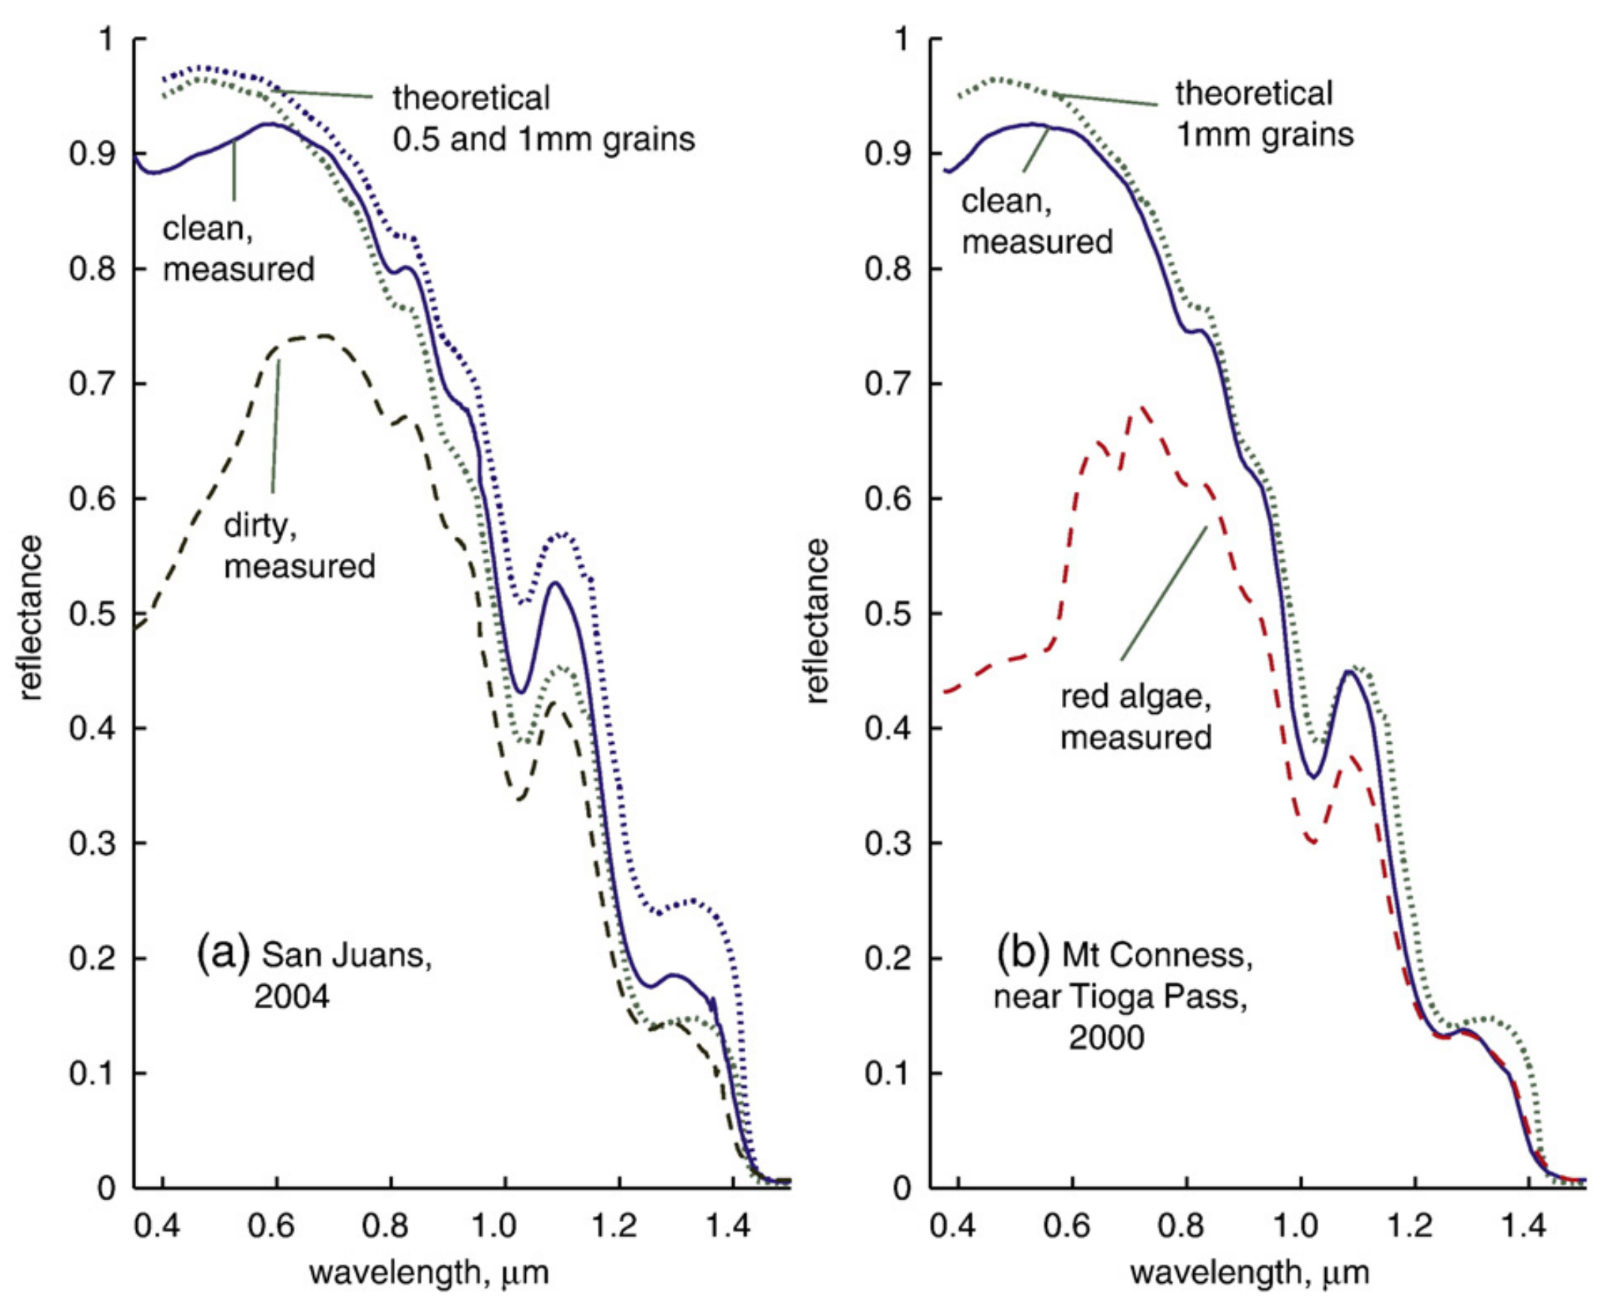 1
0.9
0.8
0.7
0.6
0.5
0.4
0.3
0.2
0.1
0
reflectance
theoretical
0.5 and 1mm grains
clean,
measured
dirty,
measured
(a) San Juans,
2004
0.4 0.6 0.8 1.0 1.2 1.4
wavelength, μm
1
0.9
0.8
0.7
0.6
0.5
0.4
0.3
0.2
0.1
0
reflectance
theoretical
1mm grains
clean,
measured
red algae,
measured
(b) Mt Conness,
near Tioga Pass,
2000
0.4 0.6 0.8 1.0 1.2 1.4
wavelength, μm